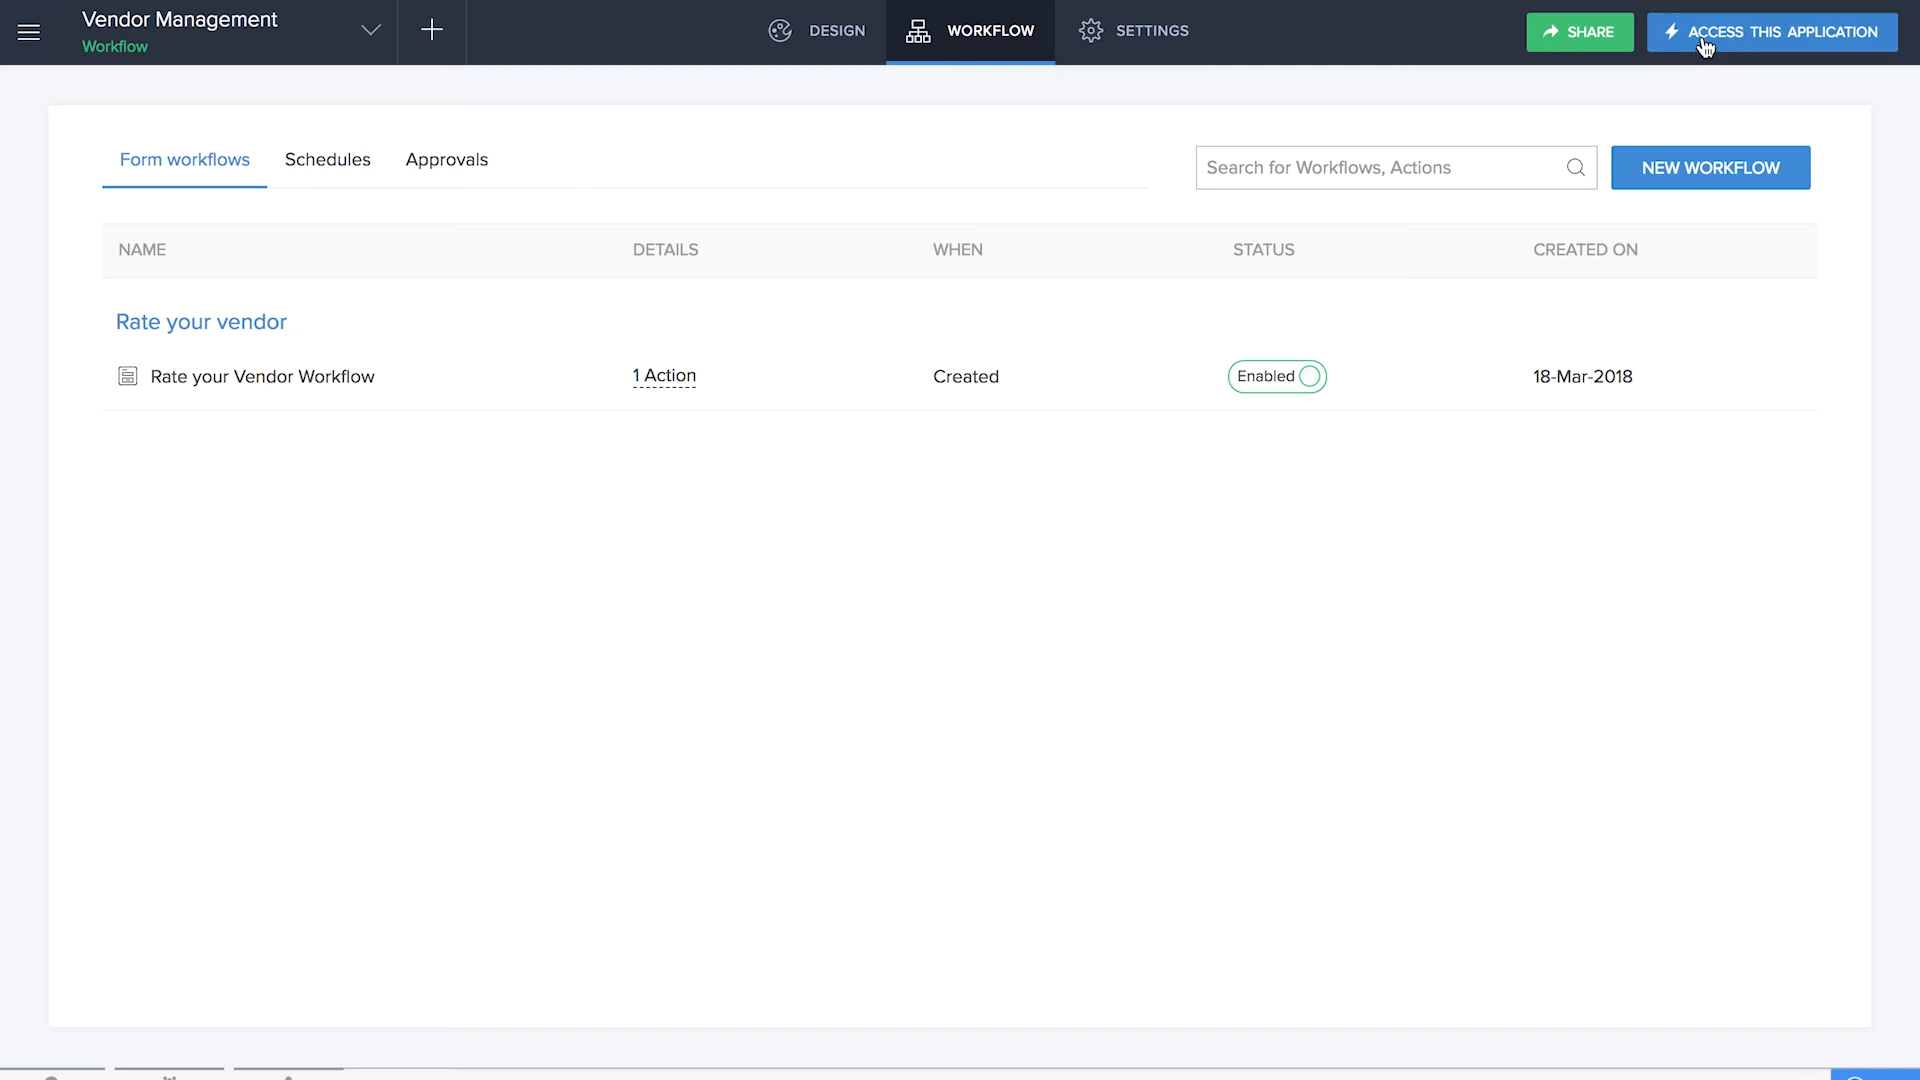 Vendor Management
Workflow
DESIGN
WORKFLOW
SETTINGS
SHARE
ACCESS THIS APPLICATION
Form workflows
Schedules
Approvals
Search for Workflows, Actions
NEW WORKFLOW
NAME
DETAILS
WHEN
STATUS
CREATED ON
Rate your vendor
Rate your Vendor Workflow
1 Action
Created
Enabled
18-Mar-2018